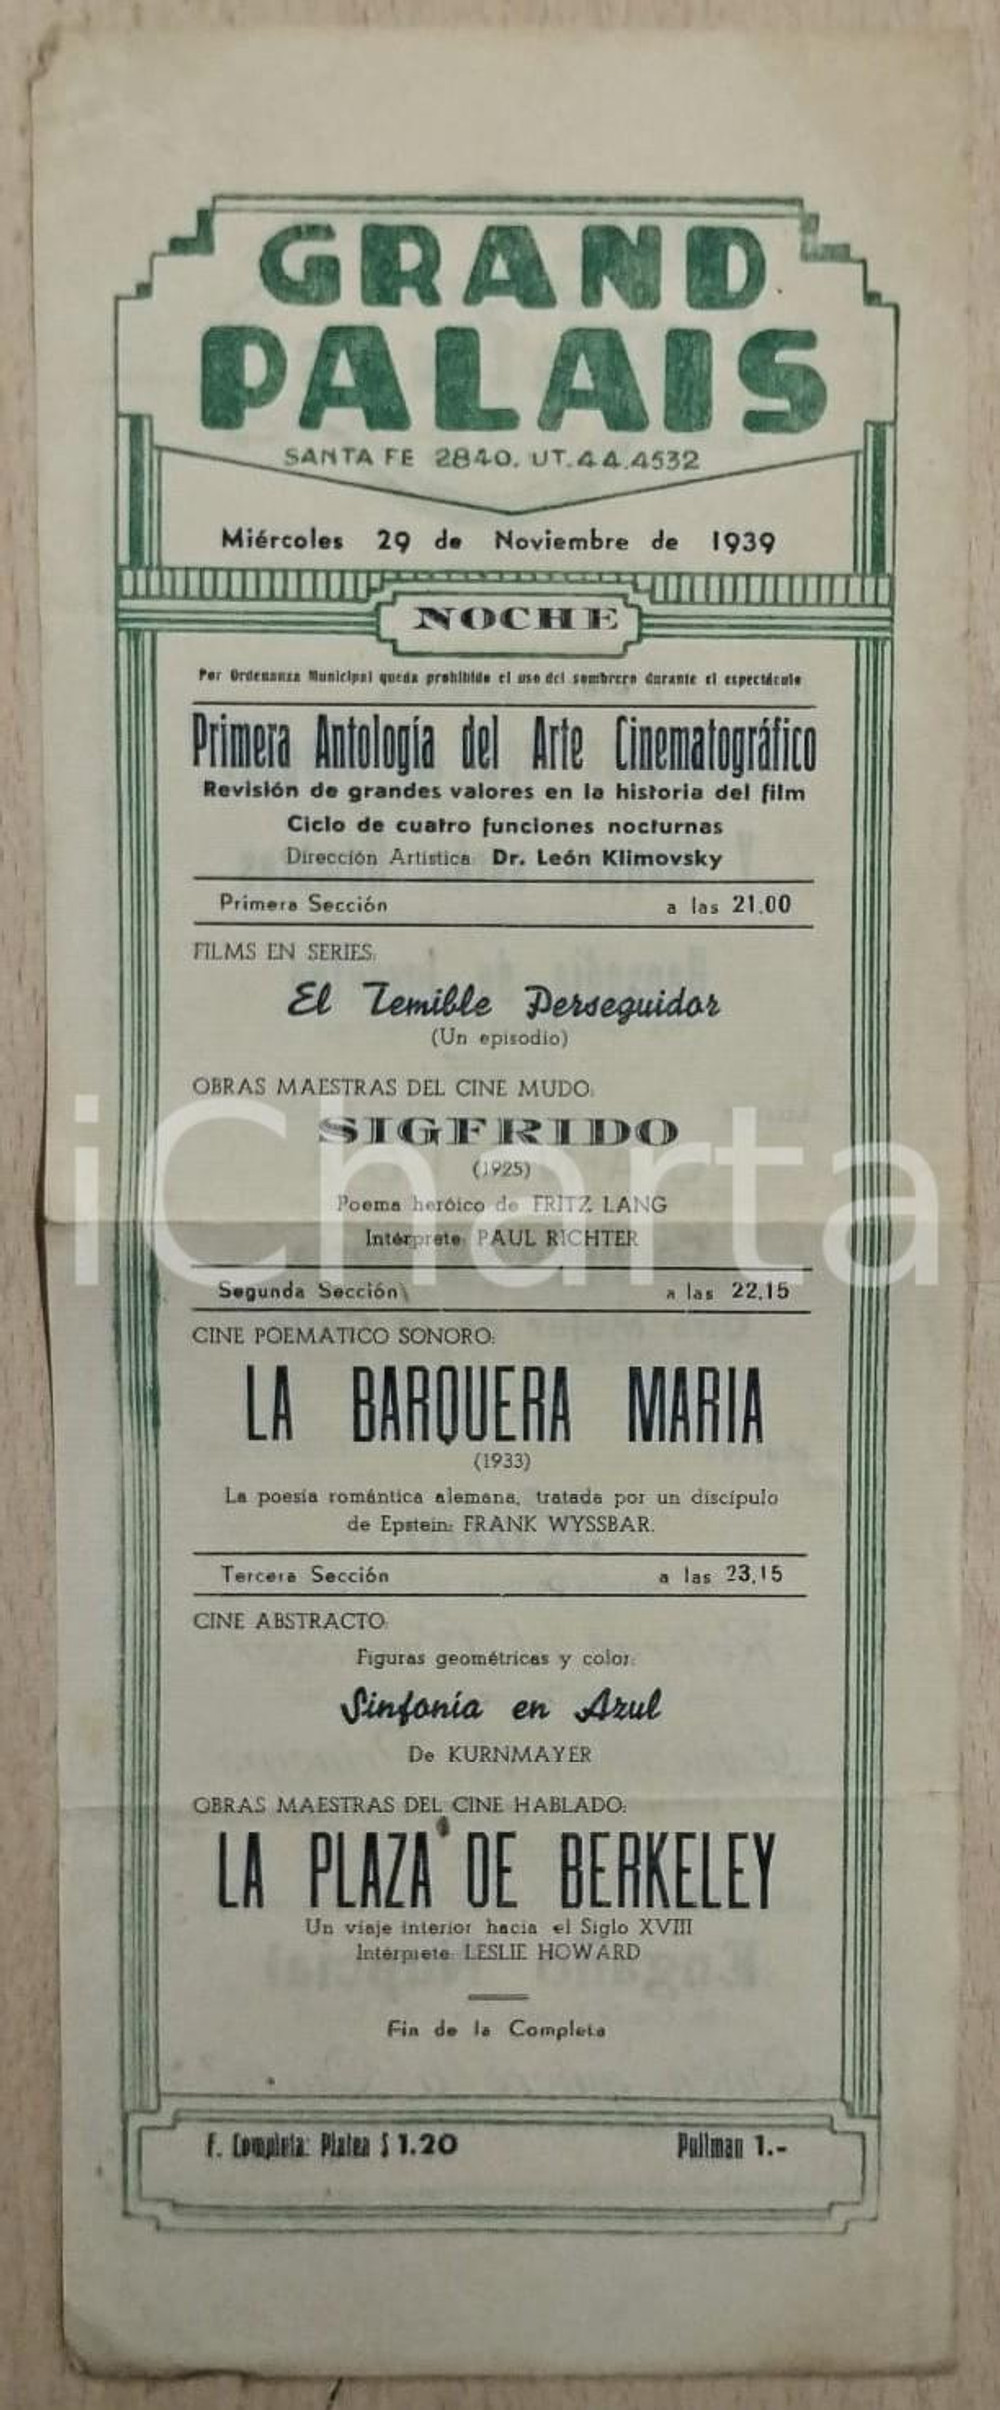 GRAND
PALAIS
SANTA FE 2840. UT.44.4532
Miércoles 29 de Noviembre de 1939
NOCHE
Por Ordenanza Municipal queda prohibido el uso del sombrero durante el espectáculo
Primera Antología del Arte Cinematográfico
Revisión de grandes valores en la historia del film
Ciclo de cuatro funciones nocturnas
Dirección Artística: Dr. León Klimovsky
Primera Sección a las 21.00
FILMS EN SERIES:
El Temible Perseguidor
(Un episodio)
OBRAS MAESTRAS DEL CINE MUDO:
SIGFRIDO
(1925)
Poema heróico de FRITZ LANG
Intérprete: PAUL RICHTER
iCharta
Segunda Sección a las 22,15
CINE POEMATICO SONORO:
LA BARQUERA MARIA
(1933)
La poesía romántica alemana, tratada por un discípulo
de Epstein: FRANK WYSSBAR.
Tercera Sección a las 23,15
CINE ABSTRACTO:
Figuras geométricas y color:
Sinfonía en Azul
De KURNMAYER
OBRAS MAESTRAS DEL CINE HABLADO:
LA PLAZA DE BERKELEY
Un viaje interior hacia el Siglo XVIII
Intérprete: LESLIE HOWARD
Fin de la Completa
F. Completa: Platea $ 1.20 Pullman 1.-